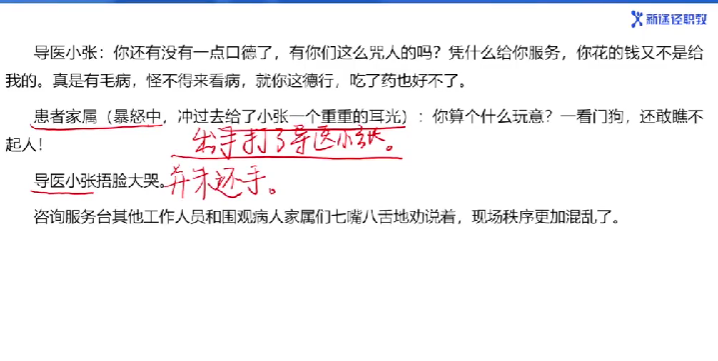 新途径职教
导医小张：你还有没有一点口德了，有你们这么咒人的吗？凭什么给你服务，你花的钱又不是给
我的。真是有毛病，怪不得来看病，就你这德行，吃了药也好不了。
患者家属（暴怒中，冲过去给了小张一个重重的耳光）：你算个什么玩意？一看门狗，还敢瞧不
起人！
出手打了导医小张。
导医小张捂脸大哭。并未还手。
咨询服务台其他工作人员和围观病人家属们七嘴八舌地劝说着，现场秩序更加混乱了。